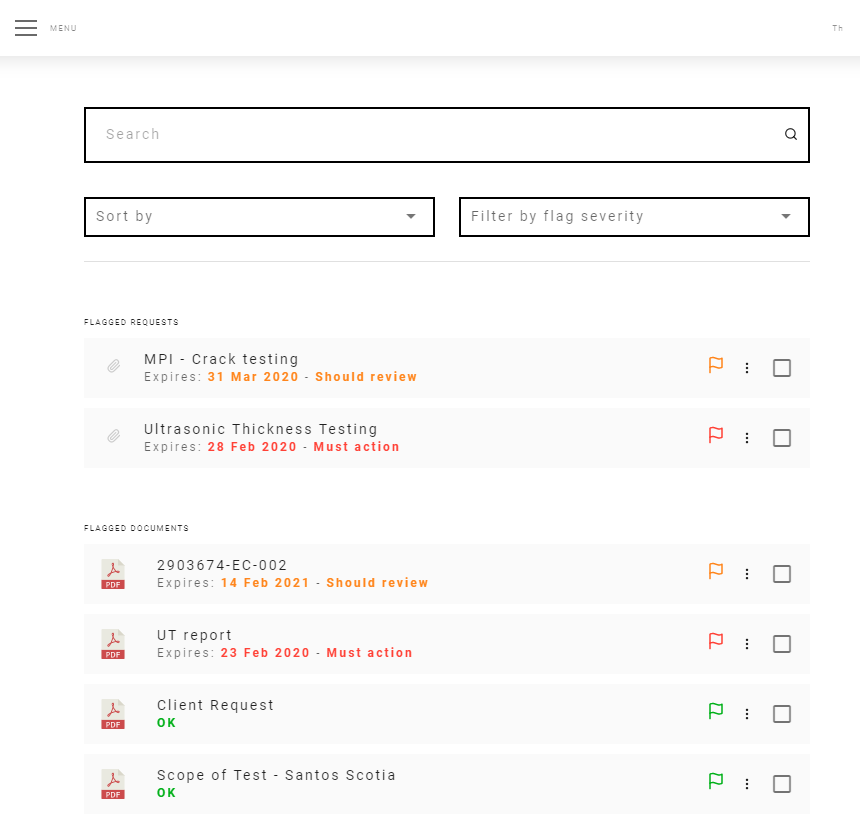 MENU
Th
Search
Sort by
Filter by flag severity
FLAGGED REQUESTS
MPI - Crack testing
Expires: 31 Mar 2020 - Should review
Ultrasonic Thickness Testing
Expires: 28 Feb 2020 - Must action
FLAGGED DOCUMENTS
PDF
2903674-EC-002
Expires: 14 Feb 2021 - Should review
PDF
UT report
Expires: 23 Feb 2020 - Must action
PDF
Client Request
OK
PDF
Scope of Test - Santos Scotia
OK